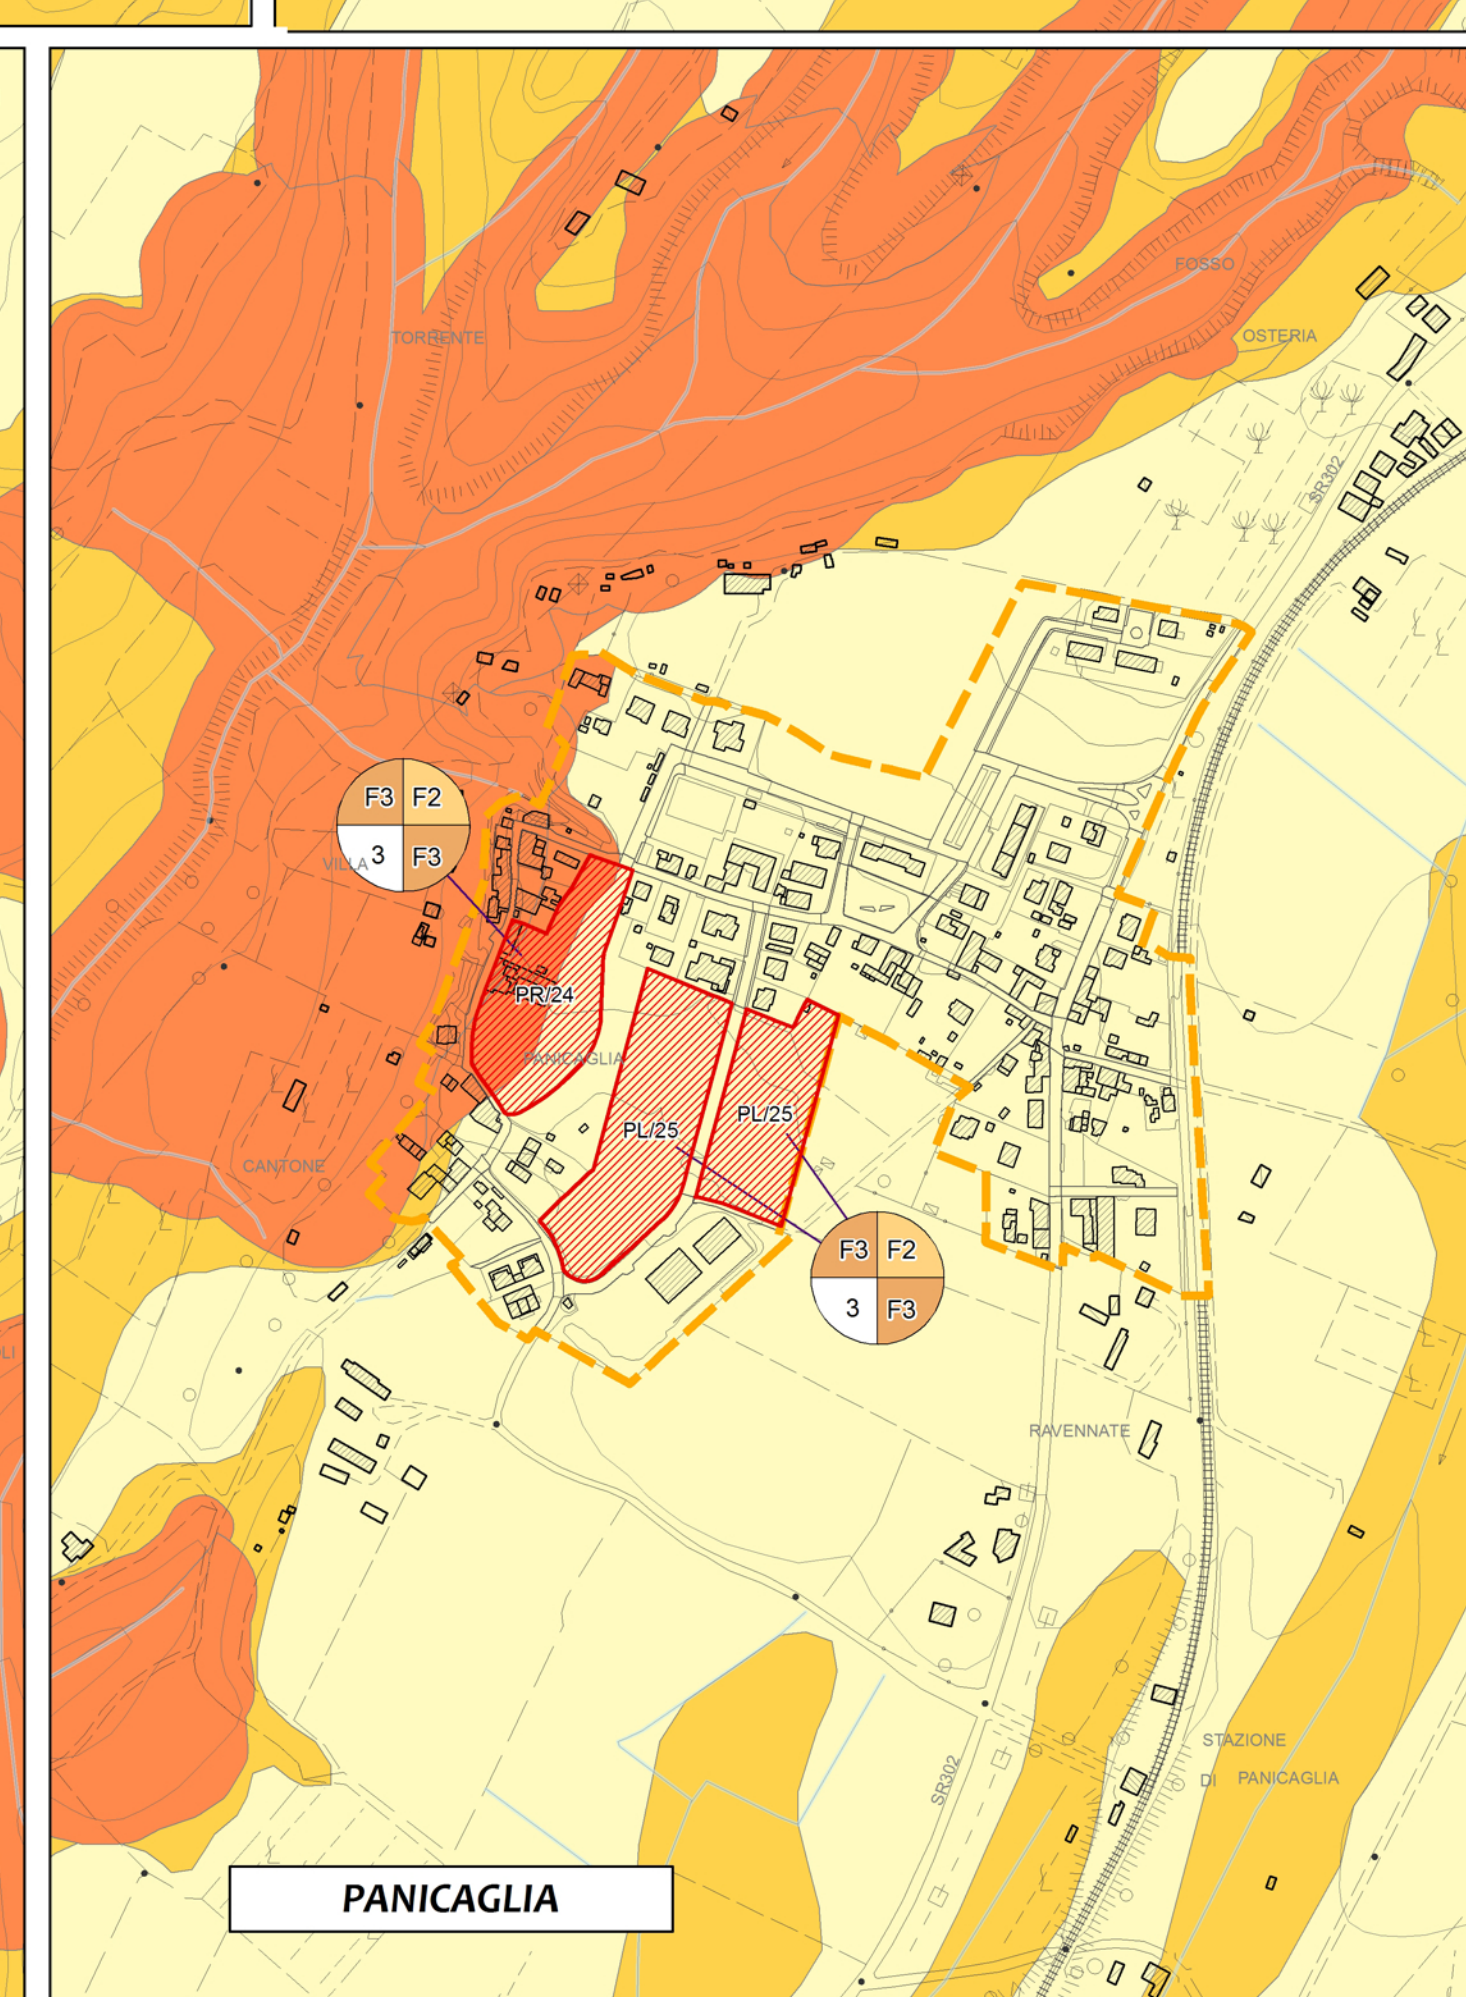 FOSSO
TORRENTE
OSTERIA
SR302
F3 F2
VILLA 3 F3
PR/24
PANICAGLIA
PL/25
PL/25
CANTONE
F3 F2
3 F3
RAVENNATE
STAZIONE
DI PANICAGLIA
SR302
PANICAGLIA